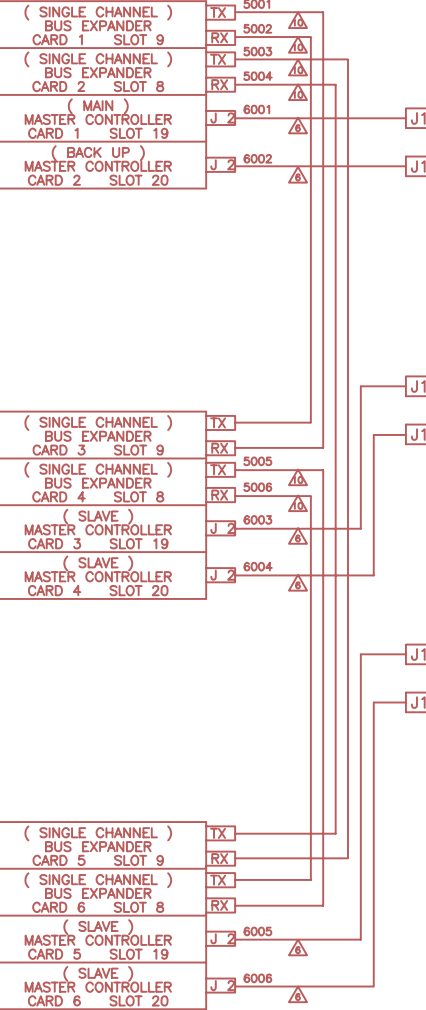 ( SINGLE CHANNEL ) TX 5001
BUS EXPANDER 10
CARD 1 SLOT 9 RX 5002
10
( SINGLE CHANNEL ) TX 5003
BUS EXPANDER 10
CARD 2 SLOT 8 RX 5004
10
( MAIN ) 6001
MASTER CONTROLLER J 2 J1
CARD 1 SLOT 19 6
( BACK UP ) 6002
MASTER CONTROLLER J 2 J1
CARD 2 SLOT 20 6
J1
( SINGLE CHANNEL ) TX
BUS EXPANDER J1
CARD 3 SLOT 9 RX
( SINGLE CHANNEL ) TX 5005
BUS EXPANDER 10
CARD 4 SLOT 8 RX 5006
10
( SLAVE ) 6003
MASTER CONTROLLER J 2
CARD 3 SLOT 19 6
( SLAVE ) 6004
MASTER CONTROLLER J 2
CARD 4 SLOT 20 6
J1
J1
( SINGLE CHANNEL ) TX
BUS EXPANDER
CARD 5 SLOT 9 RX
( SINGLE CHANNEL ) TX
BUS EXPANDER
CARD 6 SLOT 8 RX
( SLAVE ) 6005
MASTER CONTROLLER J 2
CARD 5 SLOT 19 6
( SLAVE ) 6006
MASTER CONTROLLER J 2
CARD 6 SLOT 20 6